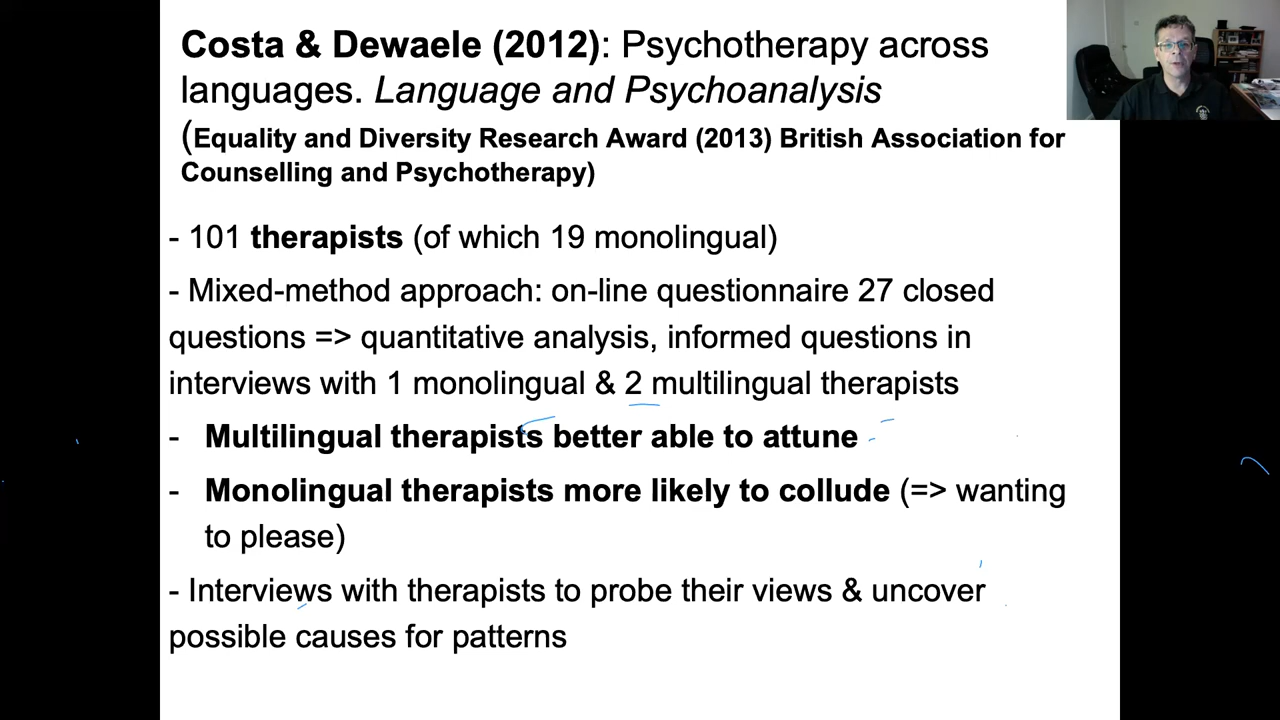 Costa & Dewaele (2012): Psychotherapy across
languages. Language and Psychoanalysis
(Equality and Diversity Research Award (2013) British Association for
Counselling and Psychotherapy)
- 101 therapists (of which 19 monolingual)
- Mixed-method approach: on-line questionnaire 27 closed
questions => quantitative analysis, informed questions in
interviews with 1 monolingual & 2 multilingual therapists
- Multilingual therapists better able to attune
- Monolingual therapists more likely to collude (=> wanting
to please)
- Interviews with therapists to probe their views & uncover
possible causes for patterns